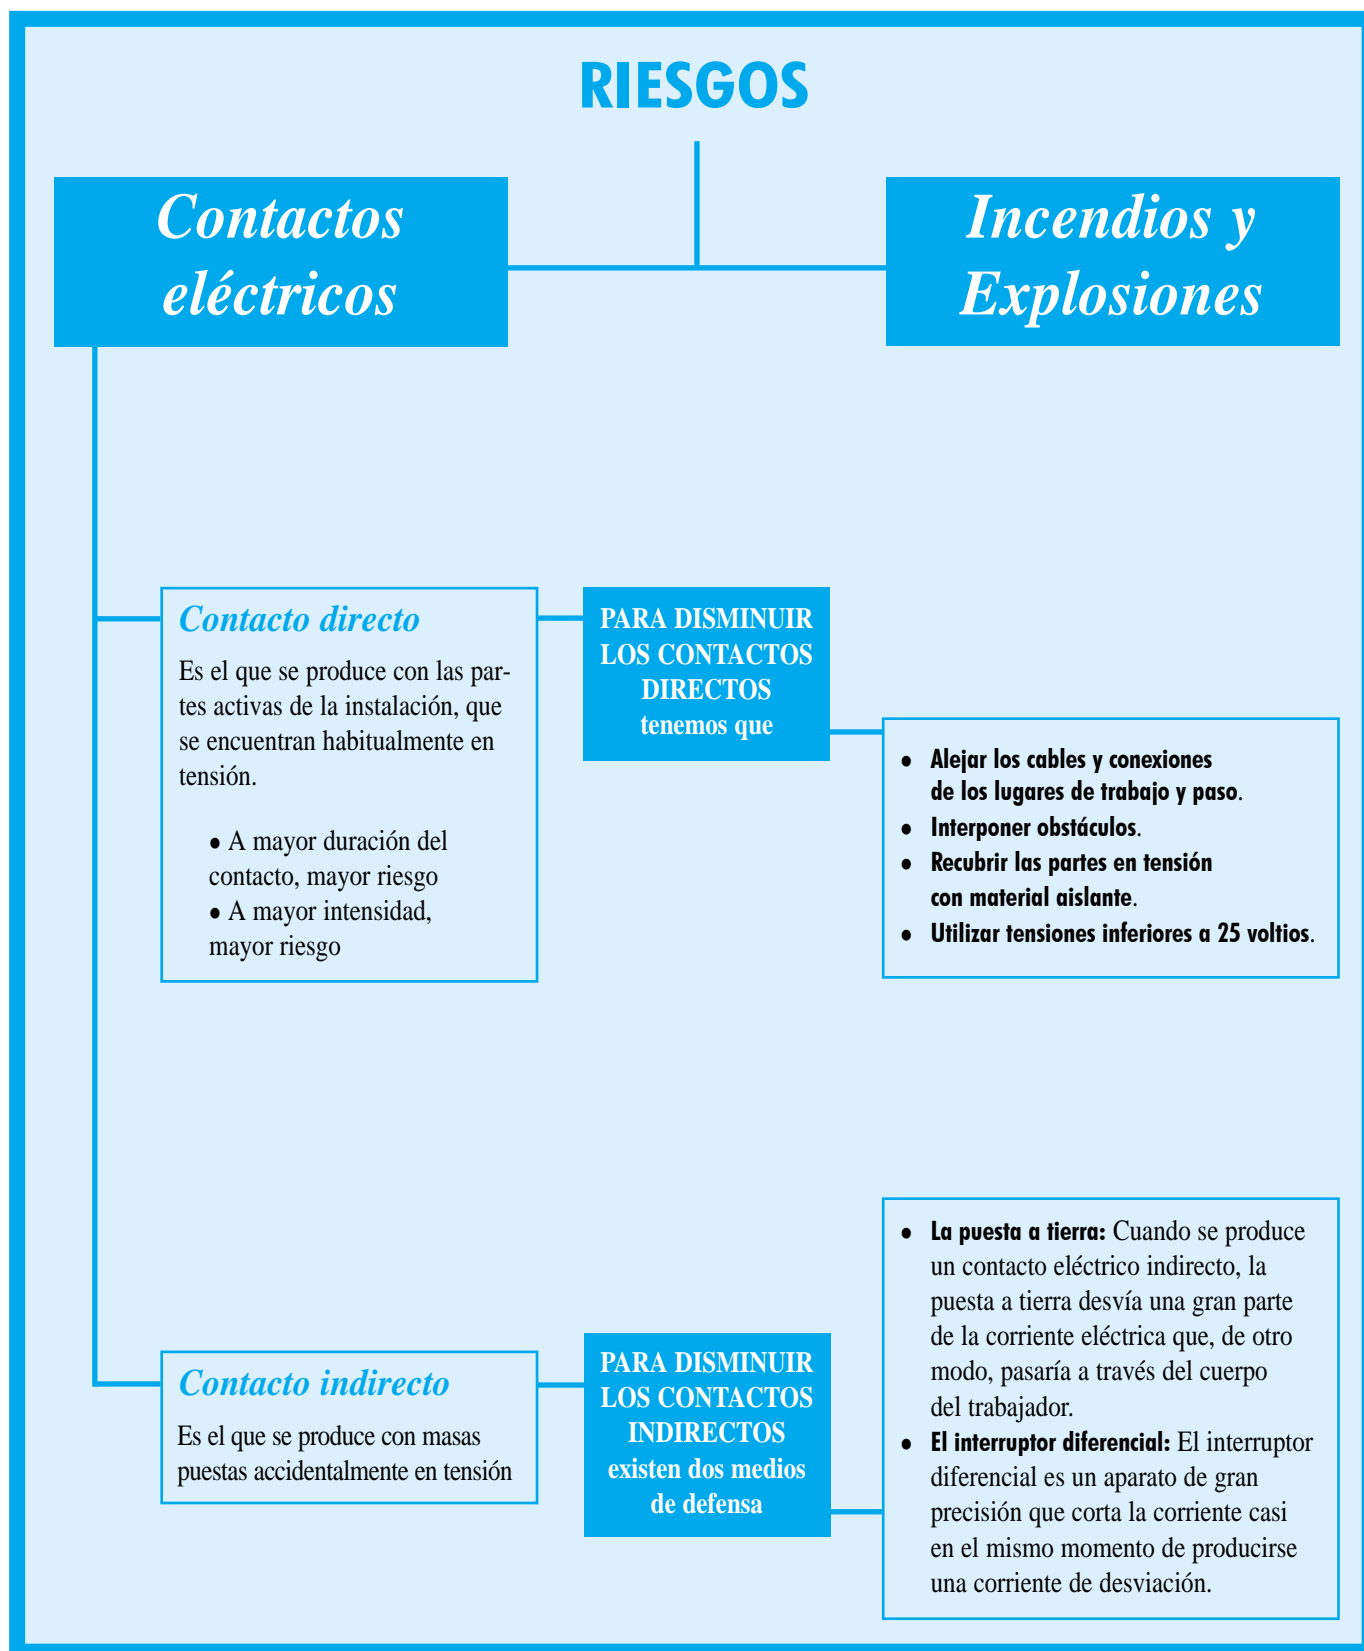 RIESGOS
Contactos
eléctricos
Incendios y
Explosiones
Contacto directo
Es el que se produce con las par-
tes activas de la instalación, que
se encuentran habitualmente en
tensión.
● A mayor duración del
contacto, mayor riesgo
● A mayor intensidad,
mayor riesgo
PARA DISMINUIR
LOS CONTACTOS
DIRECTOS
tenemos que
● Alejar los cables y conexiones
de los lugares de trabajo y paso.
● Interponer obstáculos.
● Recubrir las partes en tensión
con material aislante.
● Utilizar tensiones inferiores a 25 voltios.
Contacto indirecto
Es el que se produce con masas
puestas accidentalmente en tensión
PARA DISMINUIR
LOS CONTACTOS
INDIRECTOS
existen dos medios
de defensa
● La puesta a tierra: Cuando se produce
un contacto eléctrico indirecto, la
puesta a tierra desvía una gran parte
de la corriente eléctrica que, de otro
modo, pasaría a través del cuerpo
del trabajador.
● El interruptor diferencial: El interruptor
diferencial es un aparato de gran
precisión que corta la corriente casi
en el mismo momento de producirse
una corriente de desviación.